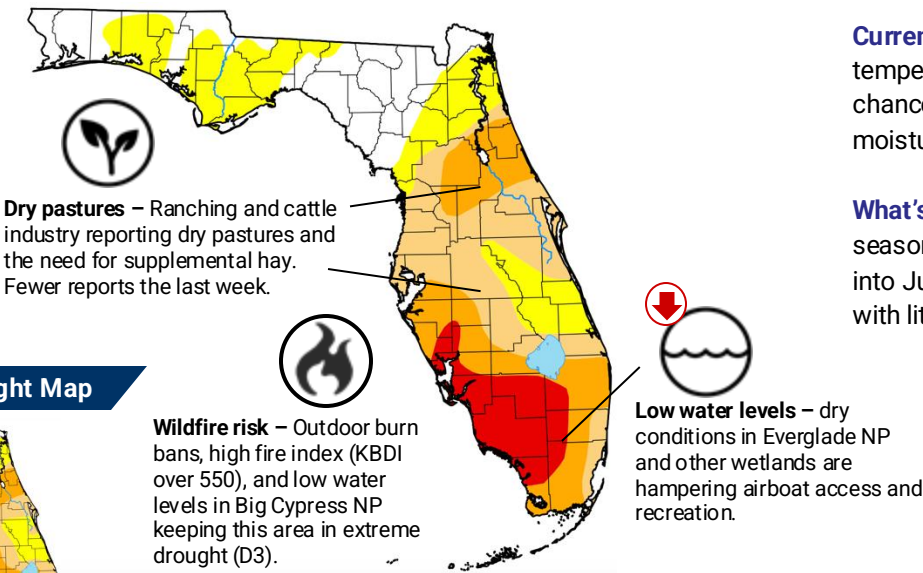 Dry pastures – Ranching and cattle
industry reporting dry pastures and
the need for supplemental hay.
Fewer reports the last week.
ght Map
Wildfire risk – Outdoor burn
bans, high fire index (KBDI
over 550), and low water
levels in Big Cypress NP
keeping this area in extreme
drought (D3).
Low water levels – dry
conditions in Everglade NP
and other wetlands are
hampering airboat access and
recreation.
Curren
tempe
chance
moistu
What's
season
into Ju
with lit